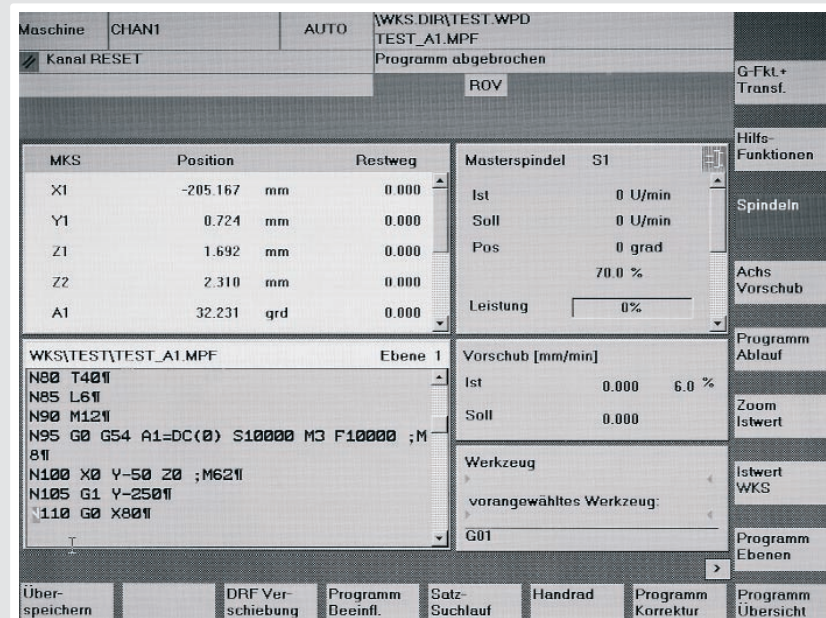 Maschine CHAN1 AUTO \WKS.DIR\TEST.WPD
TEST_A1.MPF
Kanal RESET Programm abgebrochen
ROV
MKS Position Restweg
X1 -205.167 mm 0.000
Y1 0.724 mm 0.000
Z1 1.692 mm 0.000
Z2 2.310 mm 0.000
A1 32.231 grd 0.000
Masterspindel S1
Ist 0 U/min
Soll 0 U/min
Pos 0 grad
70.0 %
Leistung 0%
WKS\TEST\TEST_A1.MPF Ebene 1
N80 T40¶
N85 L6¶
N90 M12¶
N95 G0 G54 A1=DC(0) S10000 M3 F10000 ;M
8¶
N100 X0 Y-50 Z0 ;M62¶
N105 G1 Y-250¶
N110 G0 X80¶
Vorschub [mm/min]
Ist 0.000 6.0 %
Soll 0.000
Werkzeug
vorangewähltes Werkzeug:
G01
G-Fkt.+
Transf.
Hilfs-
Funktionen
Spindeln
Achs
Vorschub
Programm
Ablauf
Zoom
Istwert
Istwert
WKS
Programm
Ebenen
>
Über-
speichern
DRF Ver-
schiebung
Programm
Beeinfl.
Satz-
Suchlauf
Handrad
Programm
Korrektur
Programm
Übersicht